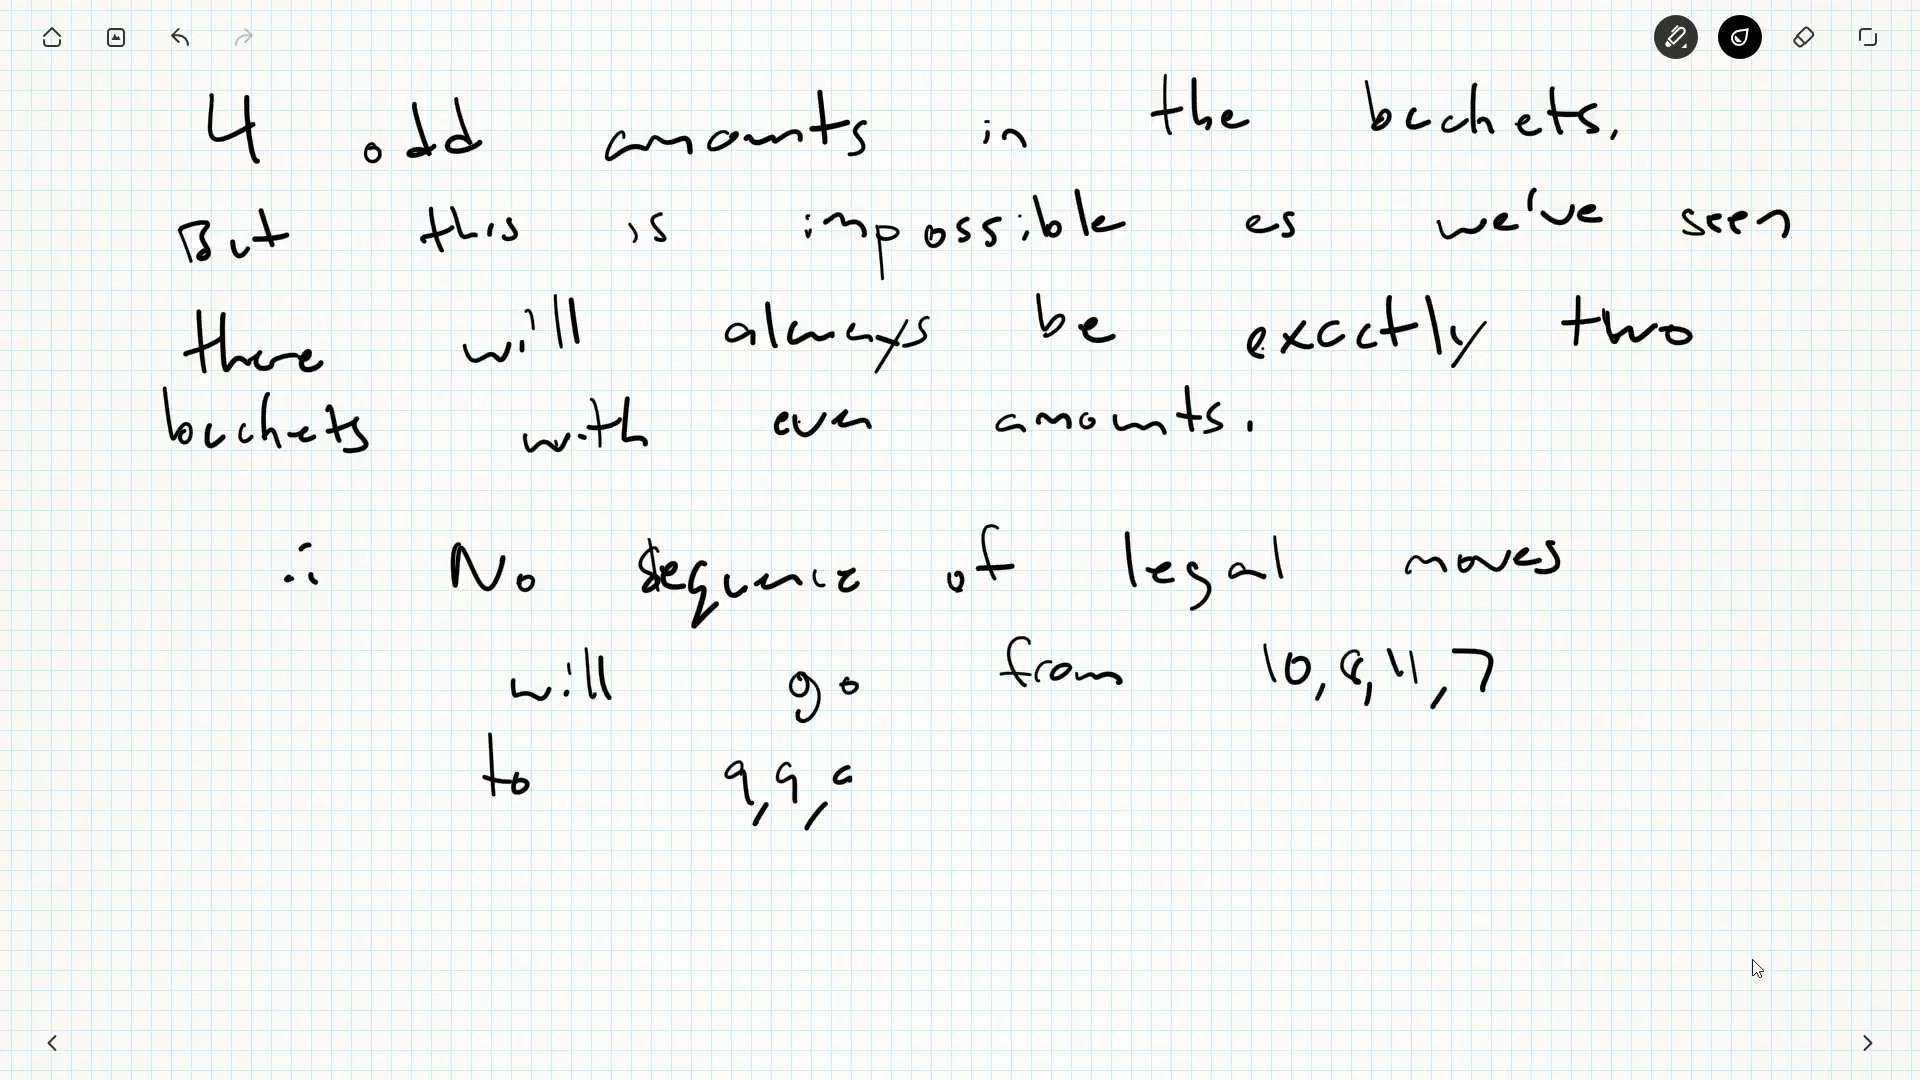 4 odd amounts in the buckets.
But this is impossible as we've seen
there will always be exactly two
buckets with even amounts.
∴ No sequence of legal moves
will go from 10, 8, 11, 7
to 9, 9, 9